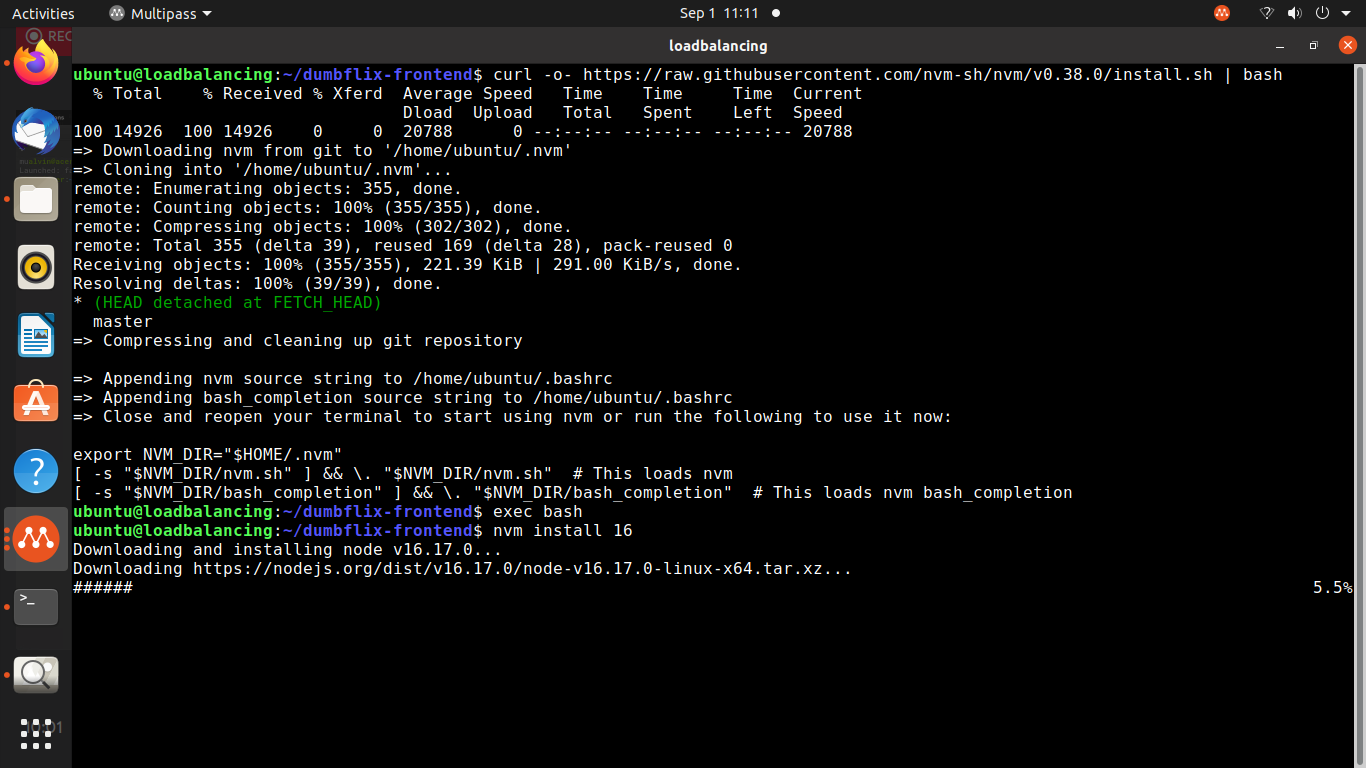 Activities
Multipass
Sep 1 11:11
REC
loadbalancing
ubuntu@loadbalancing:~/dumbflix-frontend$ curl -o- https://raw.githubusercontent.com/nvm-sh/nvm/v0.38.0/install.sh | bash
  % Total    % Received % Xferd  Average Speed   Time    Time     Time  Current
                                 Dload  Upload   Total   Spent    Left  Speed
100 14926  100 14926    0     0  20788      0 --:--:-- --:--:-- --:--:-- 20788
=> Downloading nvm from git to '/home/ubuntu/.nvm'
=> Cloning into '/home/ubuntu/.nvm'...
remote: Enumerating objects: 355, done.
remote: Counting objects: 100% (355/355), done.
remote: Compressing objects: 100% (302/302), done.
remote: Total 355 (delta 39), reused 169 (delta 28), pack-reused 0
Receiving objects: 100% (355/355), 221.39 KiB | 291.00 KiB/s, done.
Resolving deltas: 100% (39/39), done.
* (HEAD detached at FETCH_HEAD)
  master
=> Compressing and cleaning up git repository
=> Appending nvm source string to /home/ubuntu/.bashrc
=> Appending bash_completion source string to /home/ubuntu/.bashrc
=> Close and reopen your terminal to start using nvm or run the following to use it now:
export NVM_DIR="$HOME/.nvm"
[ -s "$NVM_DIR/nvm.sh" ] && \. "$NVM_DIR/nvm.sh"  # This loads nvm
[ -s "$NVM_DIR/bash_completion" ] && \. "$NVM_DIR/bash_completion"  # This loads nvm bash_completion
ubuntu@loadbalancing:~/dumbflix-frontend$ exec bash
ubuntu@loadbalancing:~/dumbflix-frontend$ nvm install 16
Downloading and installing node v16.17.0...
Downloading https://nodejs.org/dist/v16.17.0/node-v16.17.0-linux-x64.tar.xz...
###### 5.5%